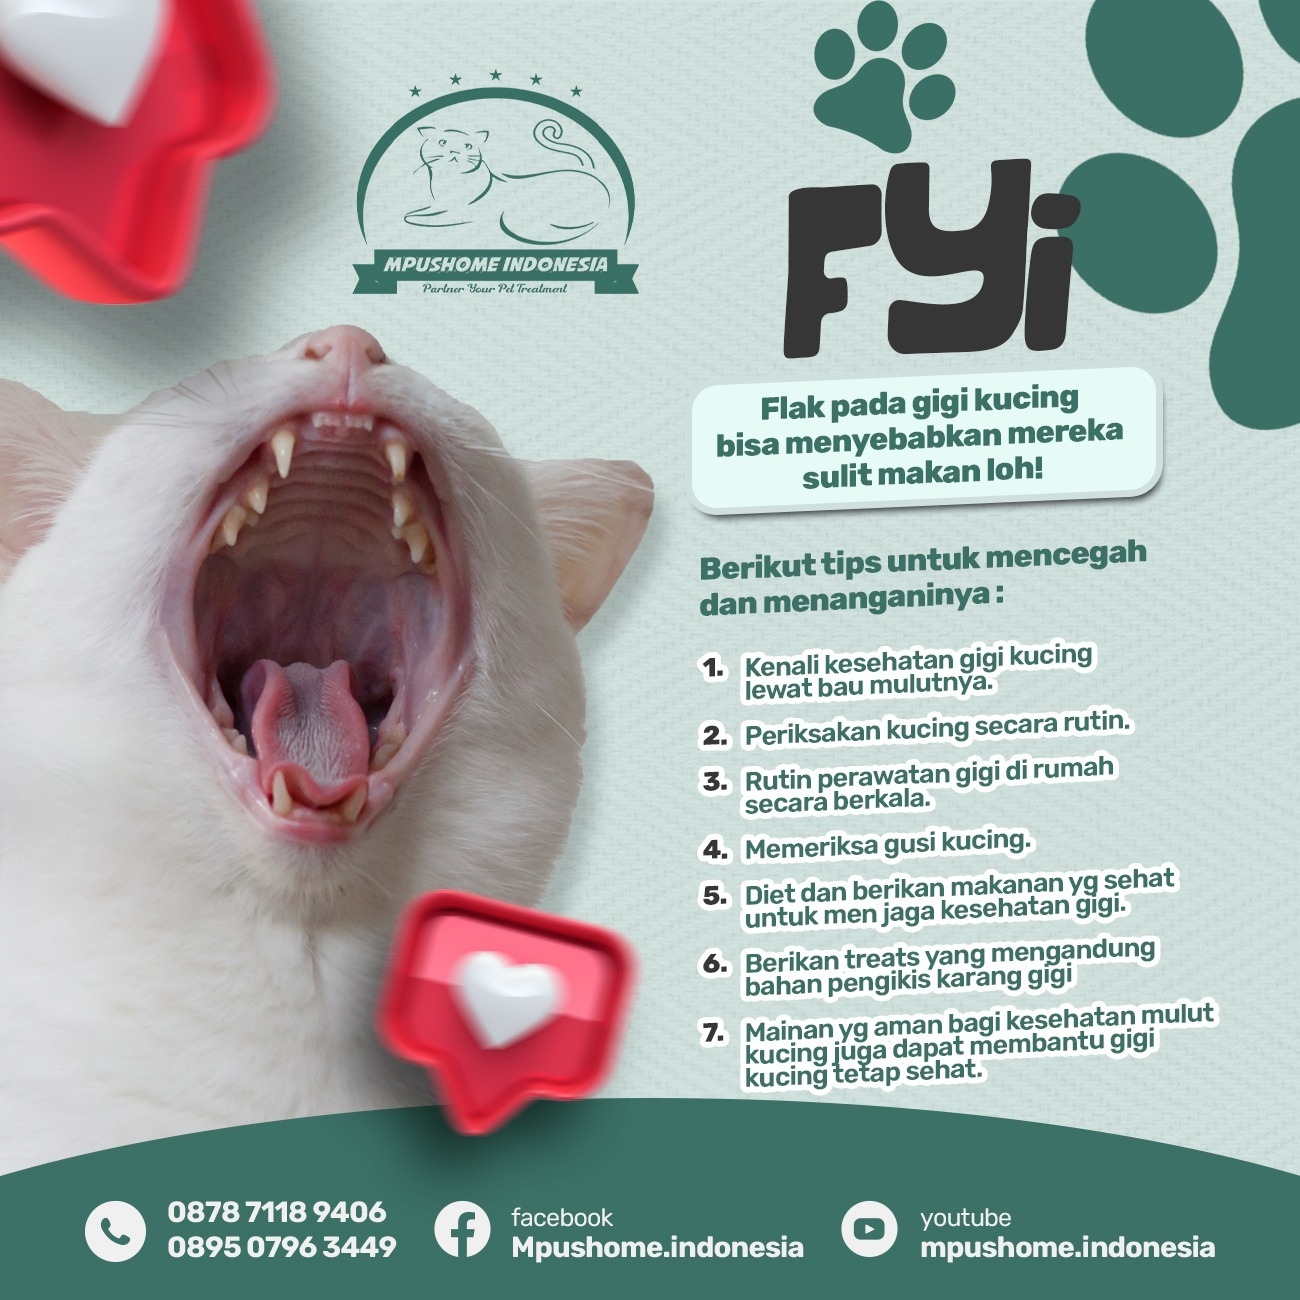 MPUSHOME INDONESIA
Partner Your Pet Treatment
FYi
Flak pada gigi kucing
bisa menyebabkan mereka
sulit makan loh!
Berikut tips untuk mencegah
dan menanganinya :
1. Kenali kesehatan gigi kucing
lewat bau mulutnya.
2. Periksakan kucing secara rutin.
3. Rutin perawatan gigi di rumah
secara berkala.
4. Memeriksa gusi kucing.
5. Diet dan berikan makanan yg sehat
untuk men jaga kesehatan gigi.
6. Berikan treats yang mengandung
bahan pengikis karang gigi
7. Mainan yg aman bagi kesehatan mulut
kucing juga dapat membantu gigi
kucing tetap sehat.
0878 7118 9406
0895 0796 3449
facebook
Mpushome.indonesia
youtube
mpushome.indonesia